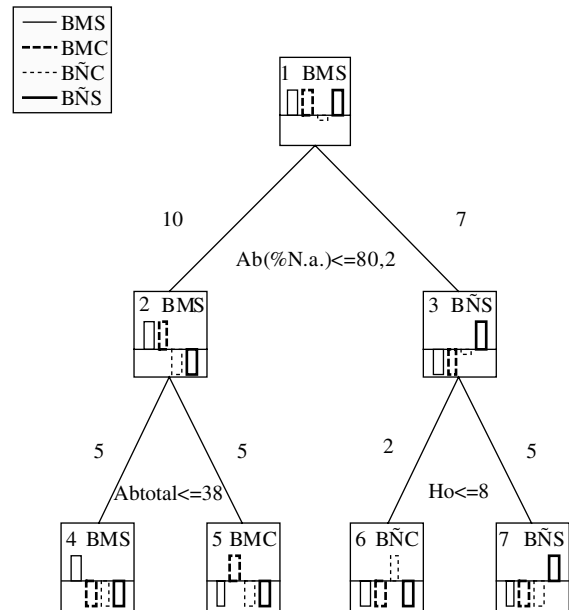 BMS
BMC
BÑC
BÑS
1 BMS
10
7
Ab(%N.a.)<=80,2
2 BMS
3 BÑS
5
5
2
5
Abtotal<=38
Ho<=8
4 BMS
5 BMC
6 BÑC
7 BÑS